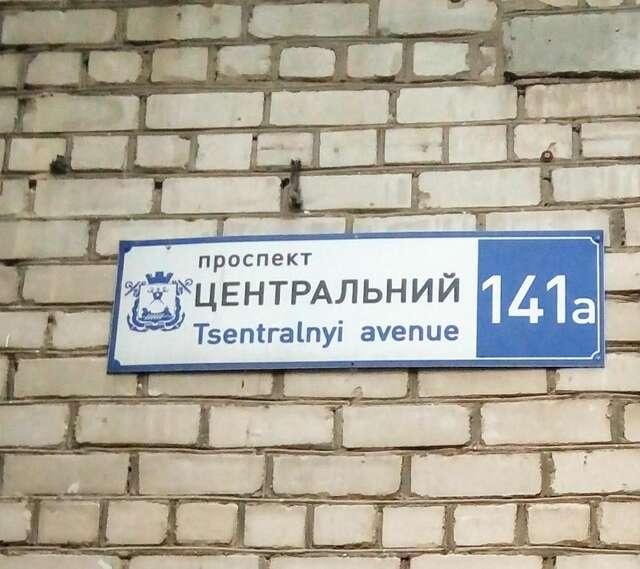 проспект
ЦЕНТРАЛЬНИЙ
Tsentralnyi avenue
141а